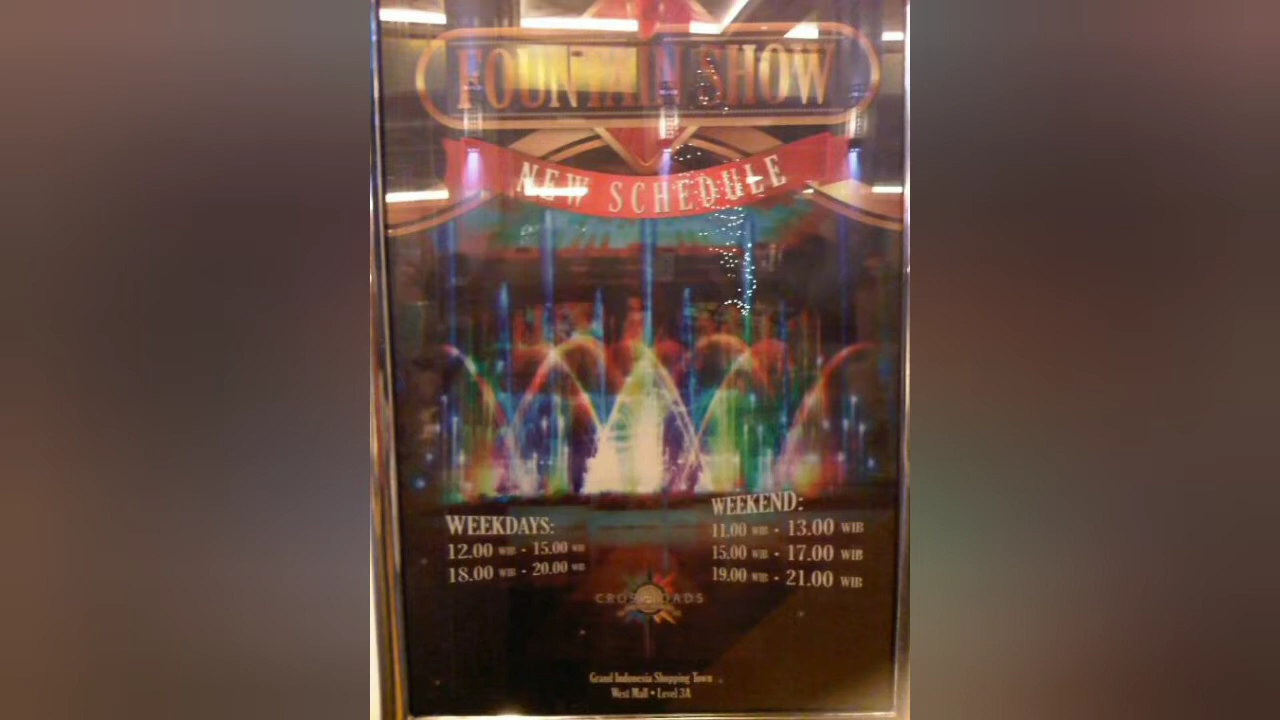 FOUNTAIN SHOW
NEW SCHEDULE
WEEKDAYS:
12.00 WIB - 15.00 WIB
18.00 WIB - 20.00 WIB
WEEKEND:
11.00 WIB - 13.00 WIB
15.00 WIB - 17.00 WIB
19.00 WIB - 21.00 WIB
CROSSROADS
Grand Indonesia Shopping Town
West Mall • Level 3A